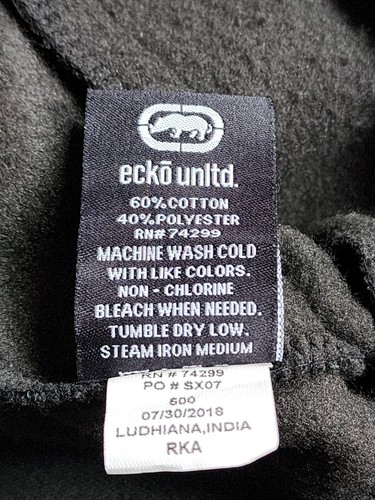 eckō unltd.
60% COTTON
40% POLYESTER
RN# 74299
MACHINE WASH COLD
WITH LIKE COLORS.
NON - CHLORINE
BLEACH WHEN NEEDED.
TUMBLE DRY LOW.
STEAM IRON MEDIUM
RN # 74299
PO # SX07
500
07/30/2018
LUDHIANA, INDIA
RKA